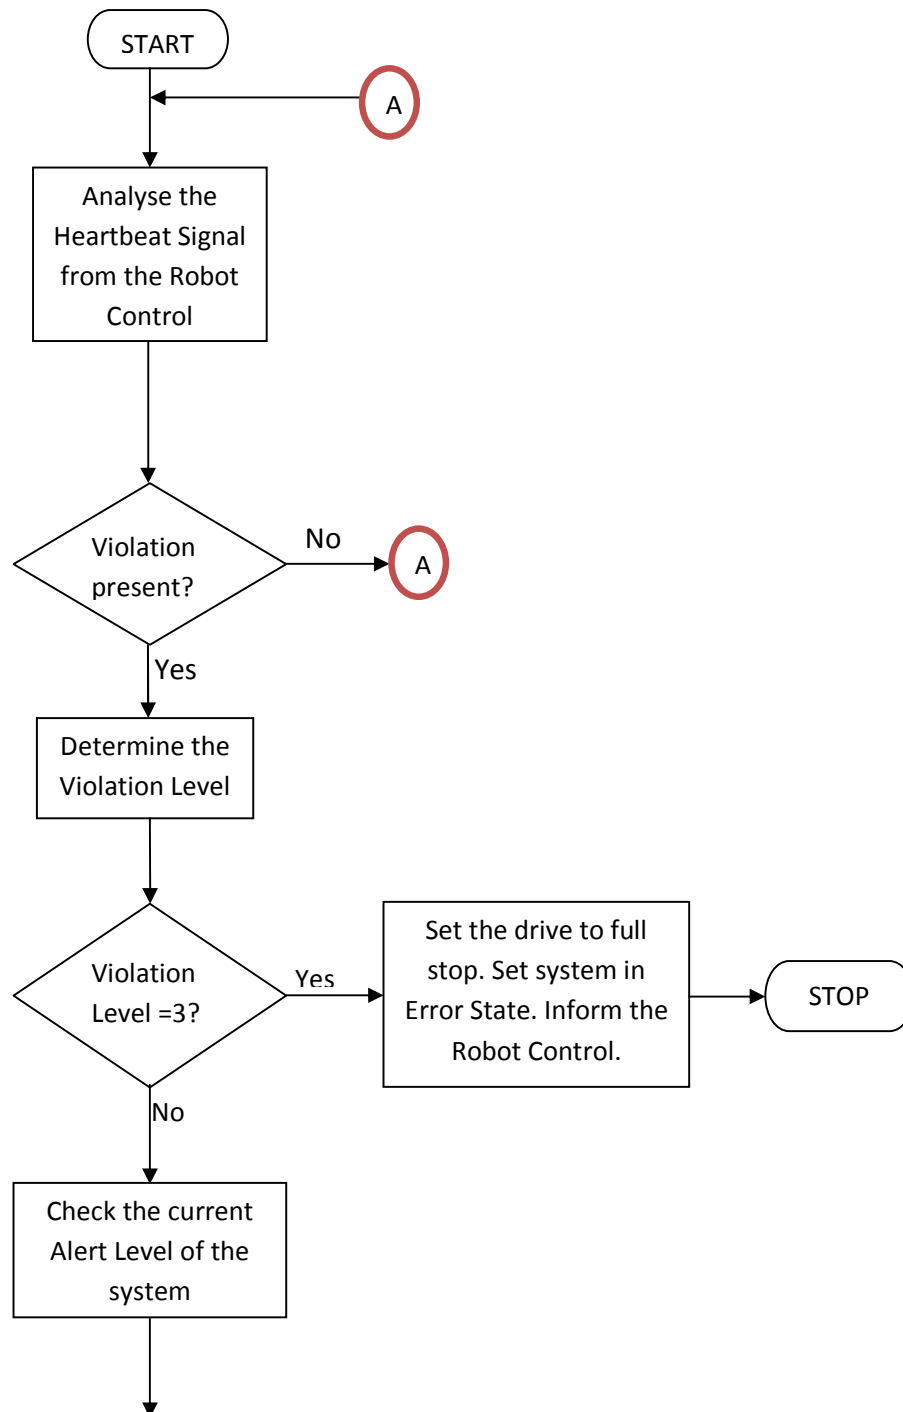 START
A
Analyse the
Heartbeat Signal
from the Robot
Control
Violation
present?
No
A
Yes
Determine the
Violation Level
Violation
Level =3?
Yes
Set the drive to full
stop. Set system in
Error State. Inform the
Robot Control.
STOP
No
Check the current
Alert Level of the
system